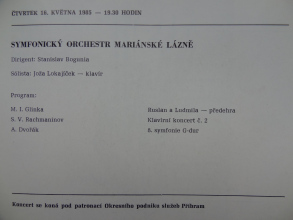 ČTVRTEK 16. KVĚTNA 1985 — 19.30 HODIN
SYMFONICKÝ ORCHESTR MARIÁNSKÉ LÁZNĚ
Dirigent: Stanislav Bogunia
Sólista: Jóža Lokajíček — klavír
Program:
M. I. Glinka Ruslan a Ludmila — předehra
S. V. Rachmaninov Klavírní koncert č. 2
A. Dvořák 8. symfonie G-dur
Koncert se koná pod patronací Okresního podniku služeb Příbram